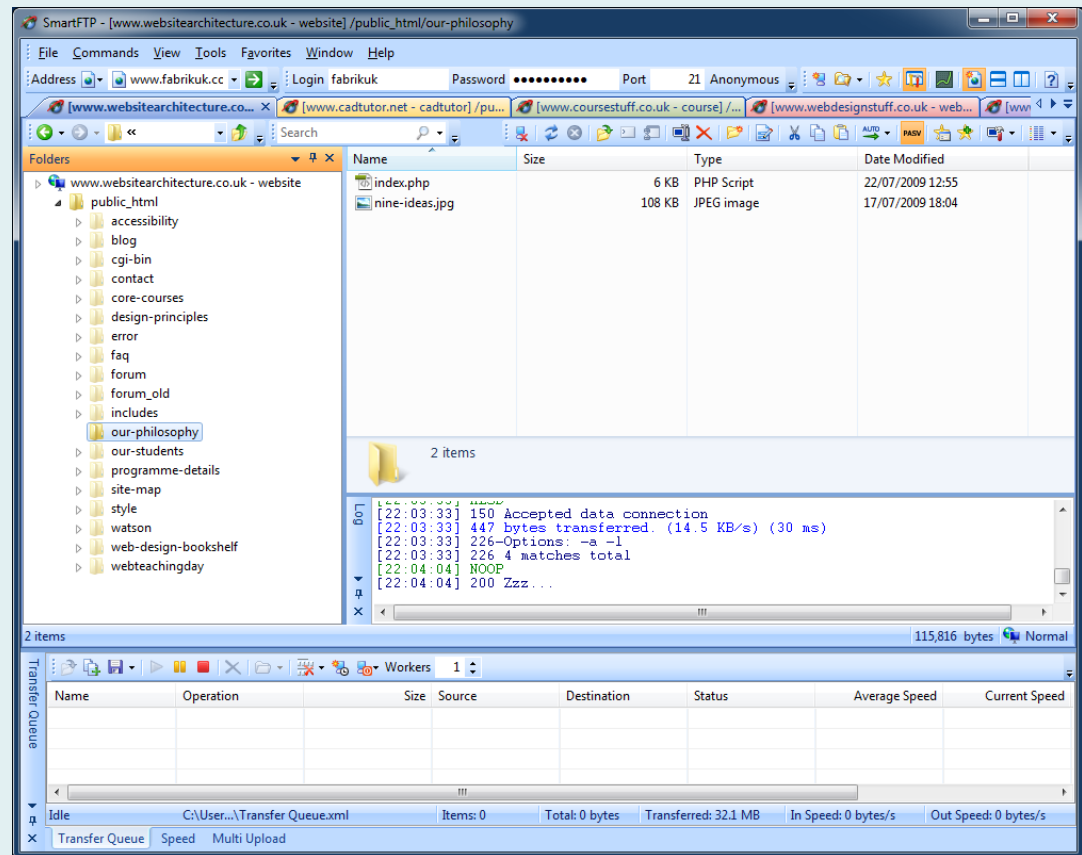 SmartFTP - [www.websitearchitecture.co.uk - website] /public_html/our-philosophy
File Commands View Tools Favorites Window Help
Address www.fabrikuk.cc Login fabrikuk Password ●●●●●●●●●● Port 21 Anonymous
[www.websitearchitecture.co... [www.cadtutor.net - cadtutor] /pu... [www.coursestuff.co.uk - course] /... [www.webdesignstuff.co.uk - web... [www
« Search AUTO PASV
Folders
www.websitearchitecture.co.uk - website
public_html
accessibility
blog
cgi-bin
contact
core-courses
design-principles
error
faq
forum
forum_old
includes
our-philosophy
our-students
programme-details
site-map
style
watson
web-design-bookshelf
webteachingday
Name Size Type Date Modified
index.php 6 KB PHP Script 22/07/2009 12:55
nine-ideas.jpg 108 KB JPEG image 17/07/2009 18:04
2 items
Log
[22:03:33] 150 Accepted data connection
[22:03:33] 447 bytes transferred. (14.5 KB/s) (30 ms)
[22:03:33] 226-Options: -a -l
[22:03:33] 226 4 matches total
[22:04:04] NOOP
[22:04:04] 200 Zzz...
2 items 115,816 bytes Normal
Transfer Queue
Workers 1
Name Operation Size Source Destination Status Average Speed Current Speed
Idle C:\User...\Transfer Queue.xml Items: 0 Total: 0 bytes Transferred: 32.1 MB In Speed: 0 bytes/s Out Speed: 0 bytes/s
Transfer Queue Speed Multi Upload